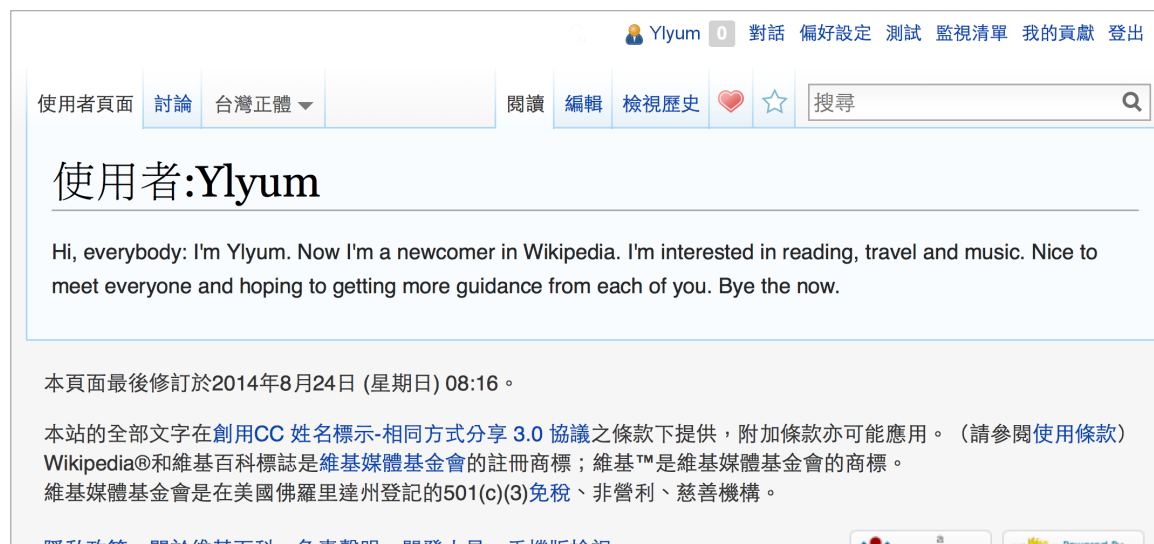 Ylyum 0 對話 偏好設定 測試 監視清單 我的貢獻 登出
使用者頁面 討論 台灣正體 閱讀 編輯 檢視歷史 搜尋
使用者:Ylyum
Hi, everybody: I'm Ylyum. Now I'm a newcomer in Wikipedia. I'm interested in reading, travel and music. Nice to
meet everyone and hoping to getting more guidance from each of you. Bye the now.
本頁面最後修訂於2014年8月24日 (星期日) 08:16。
本站的全部文字在創用CC 姓名標示-相同方式分享 3.0 協議之條款下提供，附加條款亦可能應用。（請參閱使用條款）
Wikipedia®和維基百科標誌是維基媒體基金會的註冊商標；維基™是維基媒體基金會的商標。
維基媒體基金會是在美國佛羅里達州登記的501(c)(3)免稅、非營利、慈善機構。